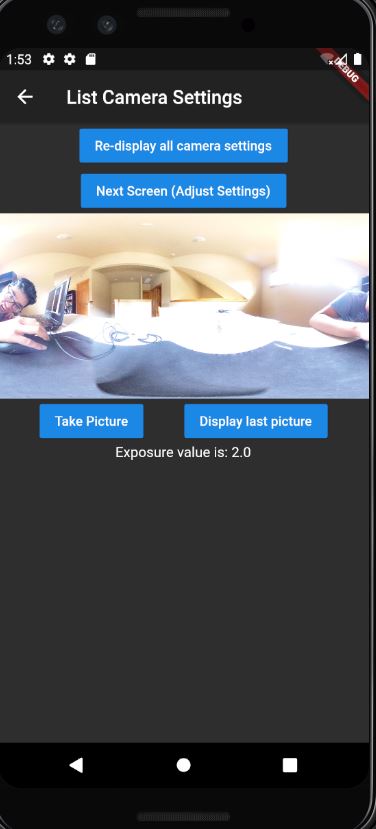 1:53
DEBUG
List Camera Settings
Re-display all camera settings
Next Screen (Adjust Settings)
Take Picture
Display last picture
Exposure value is: 2.0